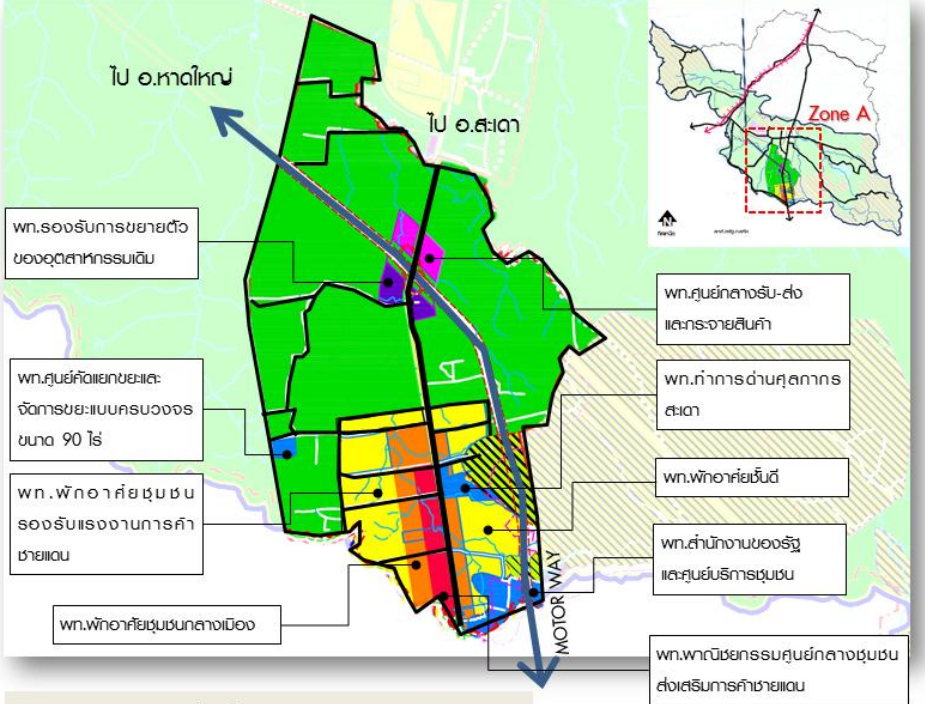 ไป อ.หาดใหญ่
ไป อ.สะเดา
Zone A
พท.รองรับการขยายตัว
ของอุตสาหกรรมเดิม
พท.ศูนย์กลางรับ-ส่ง
และกระจายสินค้า
พท.ศูนย์คัดแยกขยะและ
จัดการขยะแบบครบวงจร
ขนาด 90 ไร่
พท.ทำการด่านศุลกากร
สะเดา
พท.พักอาศัยชุมชน
รองรับแรงงานการค้า
ชายแดน
พท.พักอาศัยชั้นดี
พท.สำนักงานของรัฐ
และศูนย์บริการชุมชน
MOTOR WAY
พท.พักอาศัยชุมชนกลางเมือง
พท.พาณิชยกรรมศูนย์กลางชุมชน
ส่งเสริมการค้าชายแดน